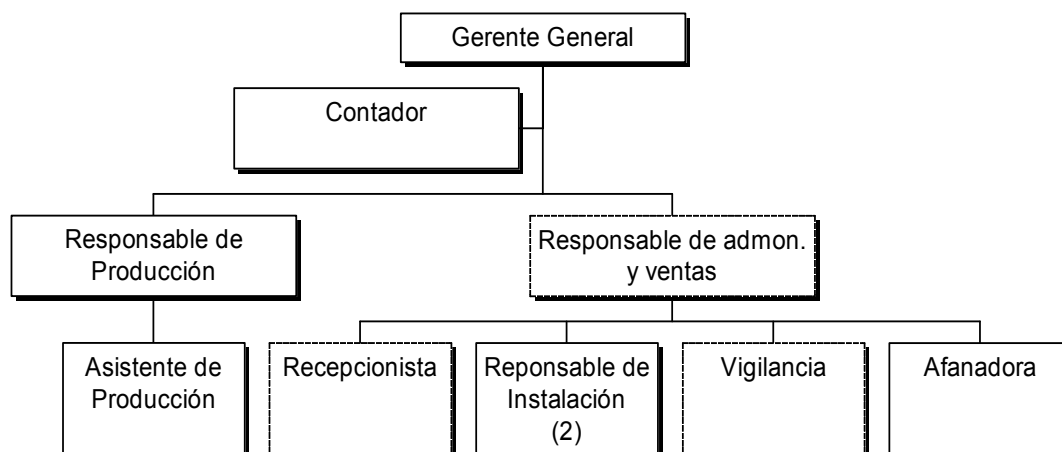 Gerente General
Contador
Responsable de
Producción
Responsable de admon.
y ventas
Asistente de
Producción
Recepcionista
Reponsable de
Instalación
(2)
Vigilancia
Afanadora